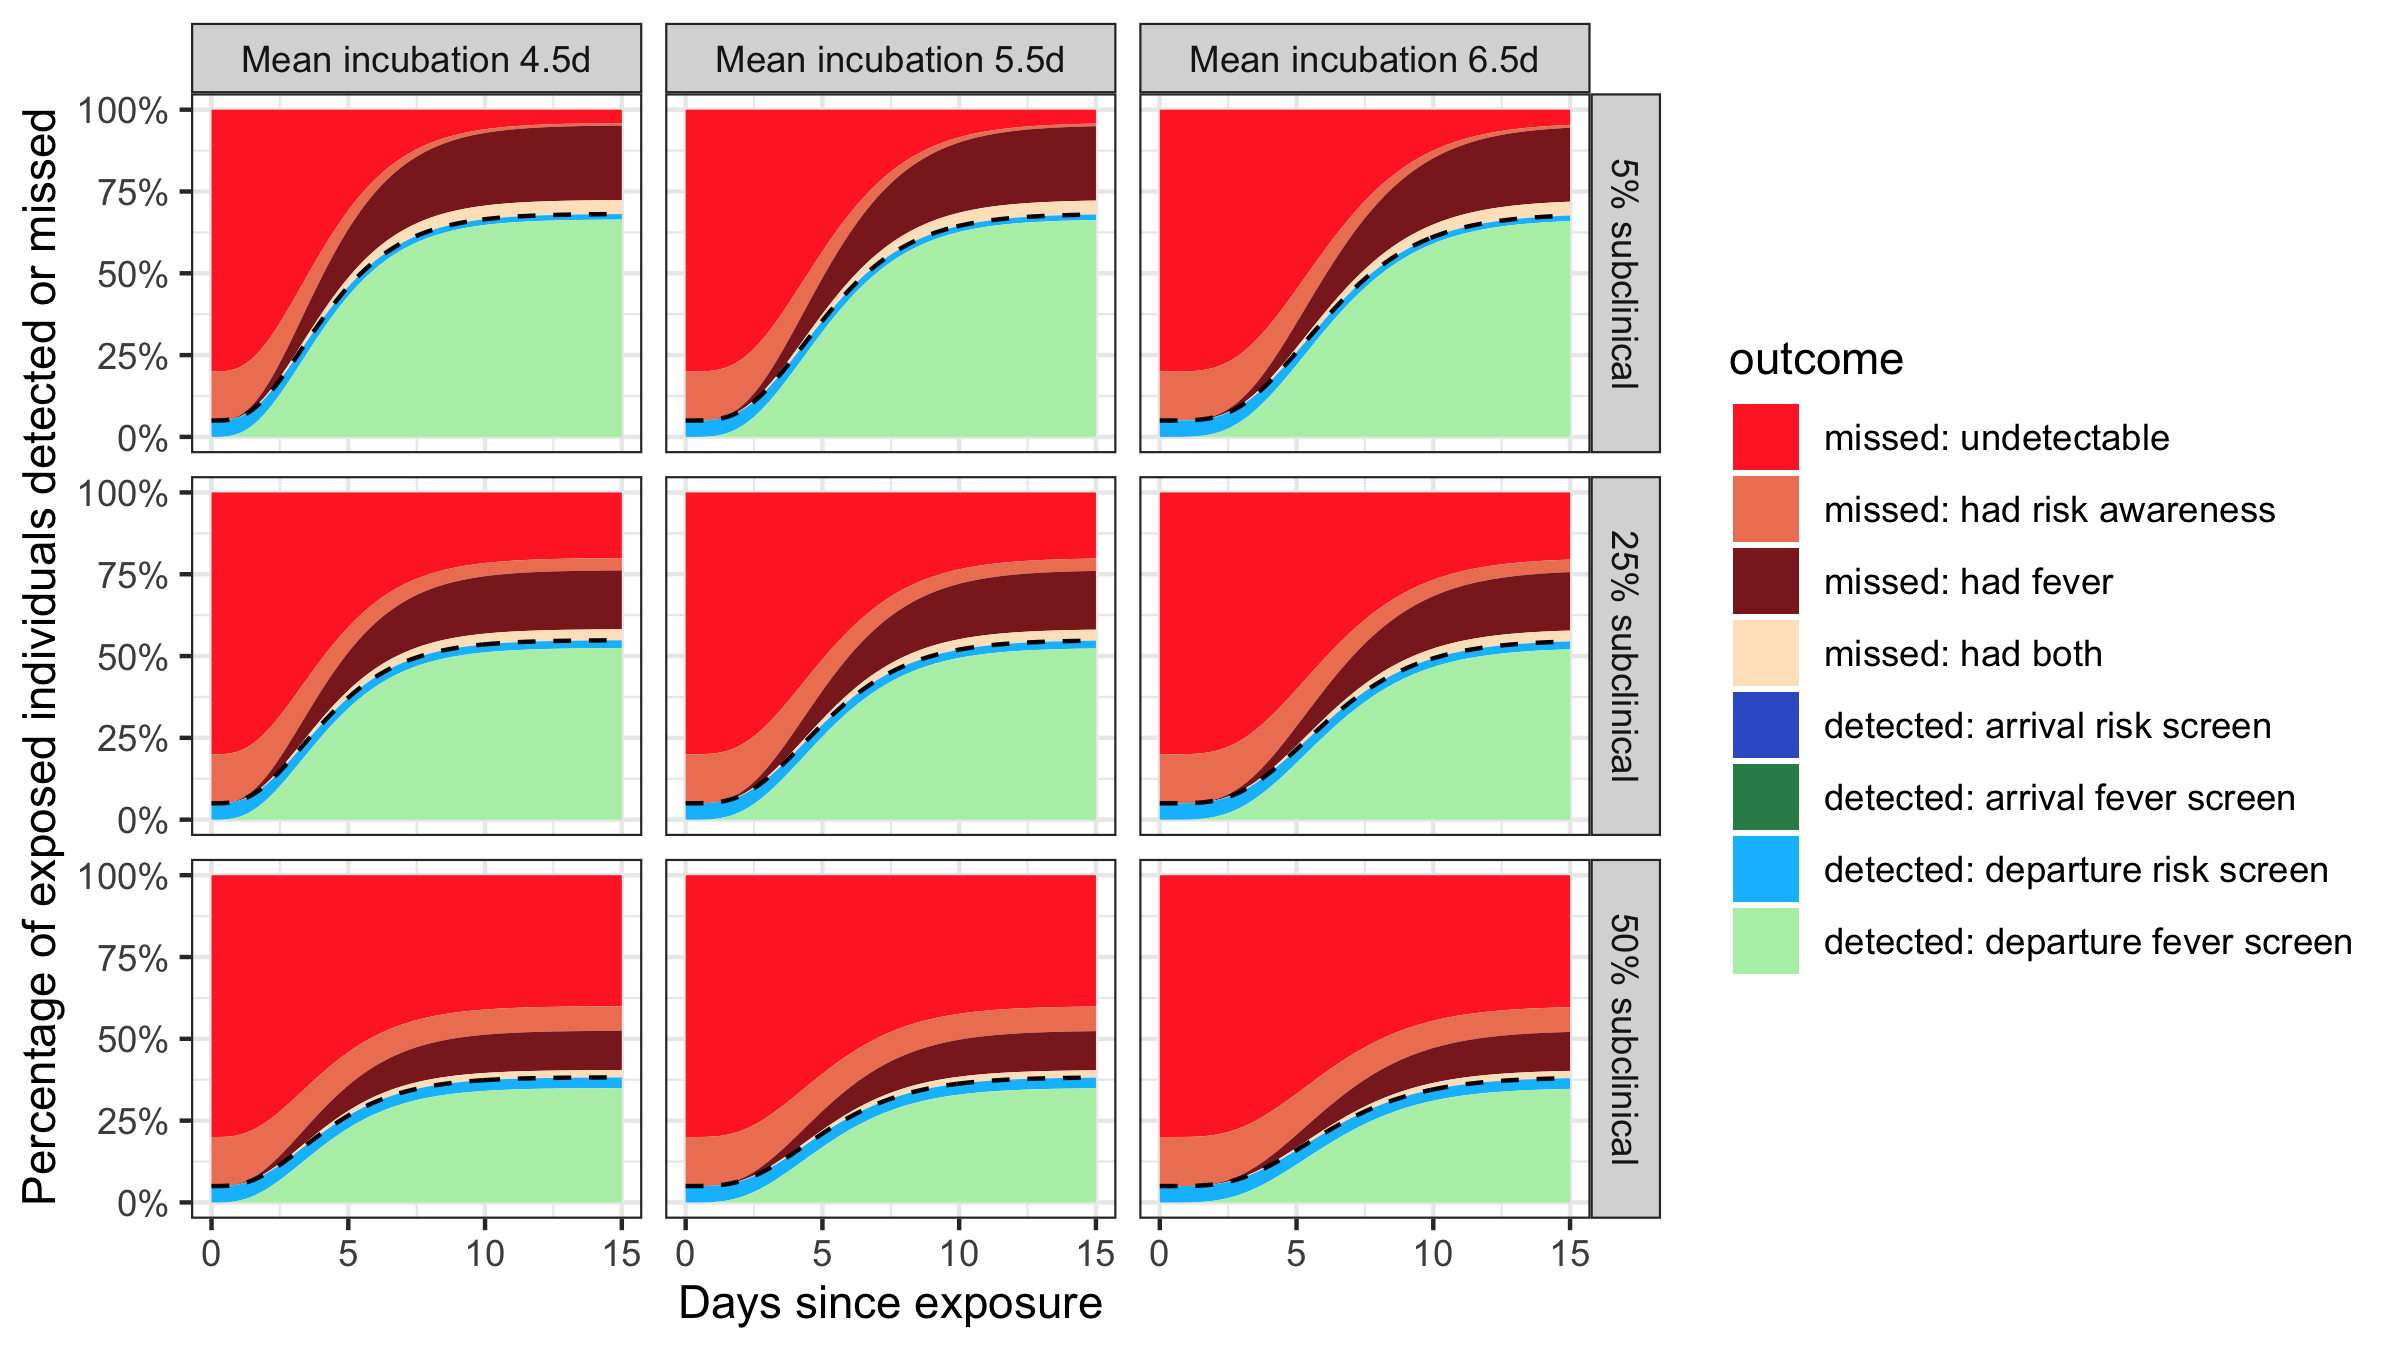 Mean incubation 4.5d
Mean incubation 5.5d
Mean incubation 6.5d
Percentage of exposed individuals detected or missed
100%
75%
50%
25%
0%
5% subclinical
100%
75%
50%
25%
0%
25% subclinical
100%
75%
50%
25%
0%
50% subclinical
0 5 10 15
0 5 10 15
0 5 10 15
Days since exposure
outcome
missed: undetectable
missed: had risk awareness
missed: had fever
missed: had both
detected: arrival risk screen
detected: arrival fever screen
detected: departure risk screen
detected: departure fever screen